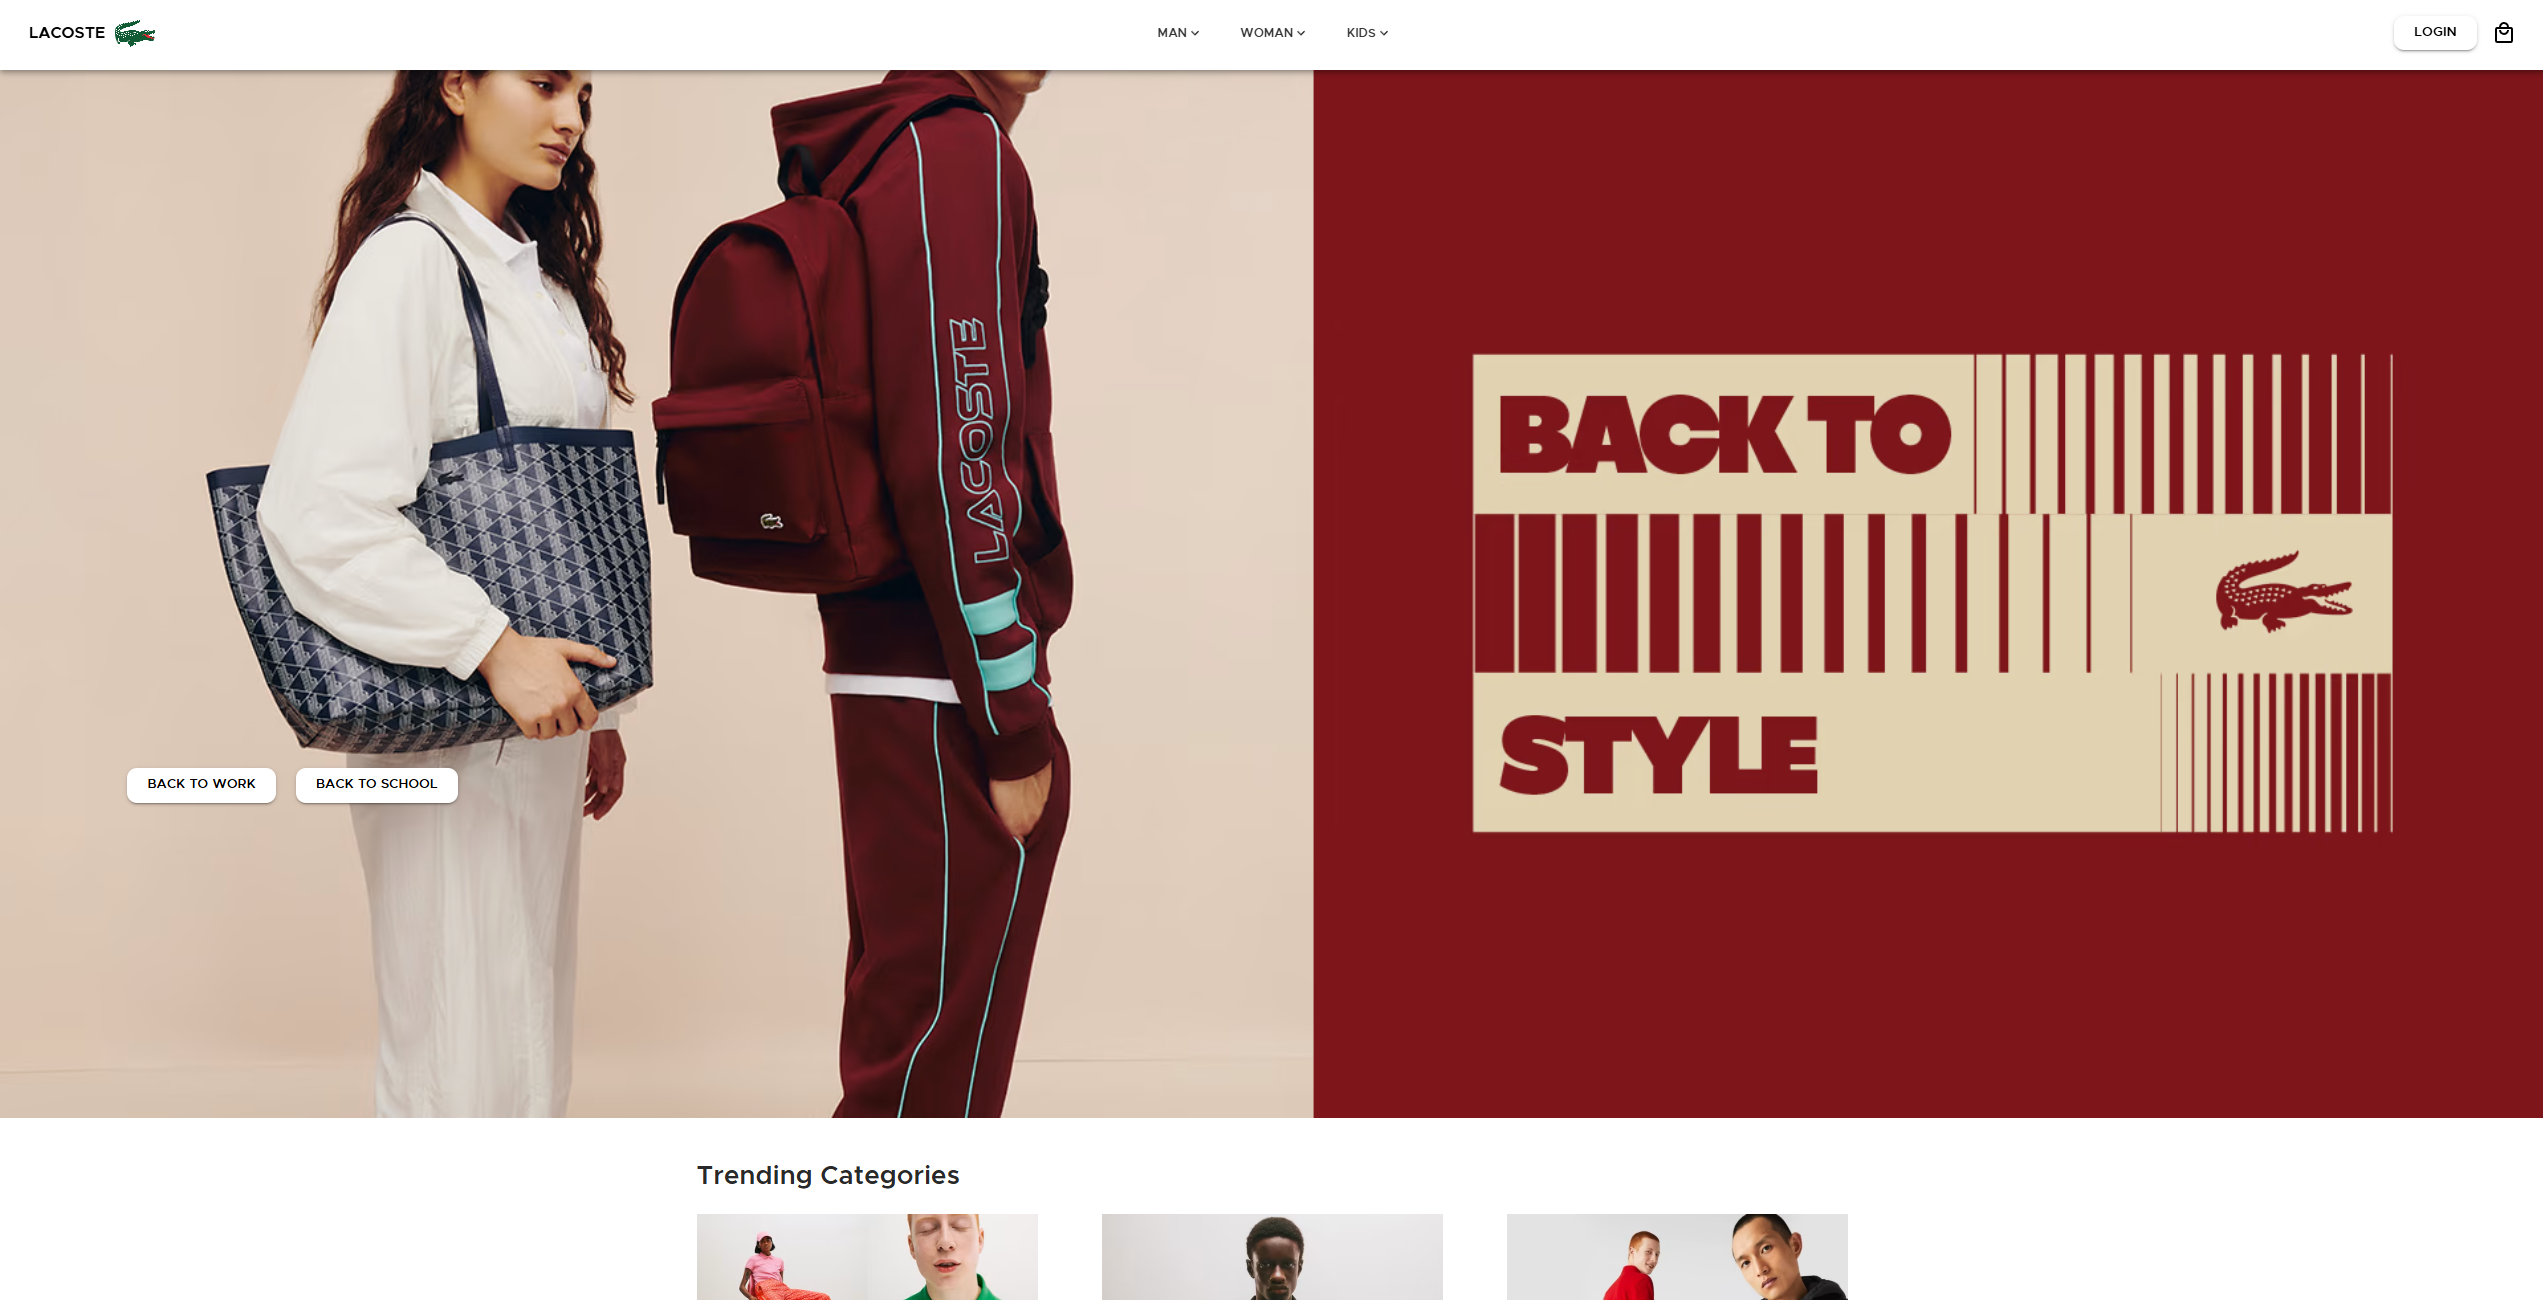 LACOSTE
MAN
WOMAN
KIDS
LOGIN
LACOSTE
BACK TO
STYLE
BACK TO WORK
BACK TO SCHOOL
Trending Categories